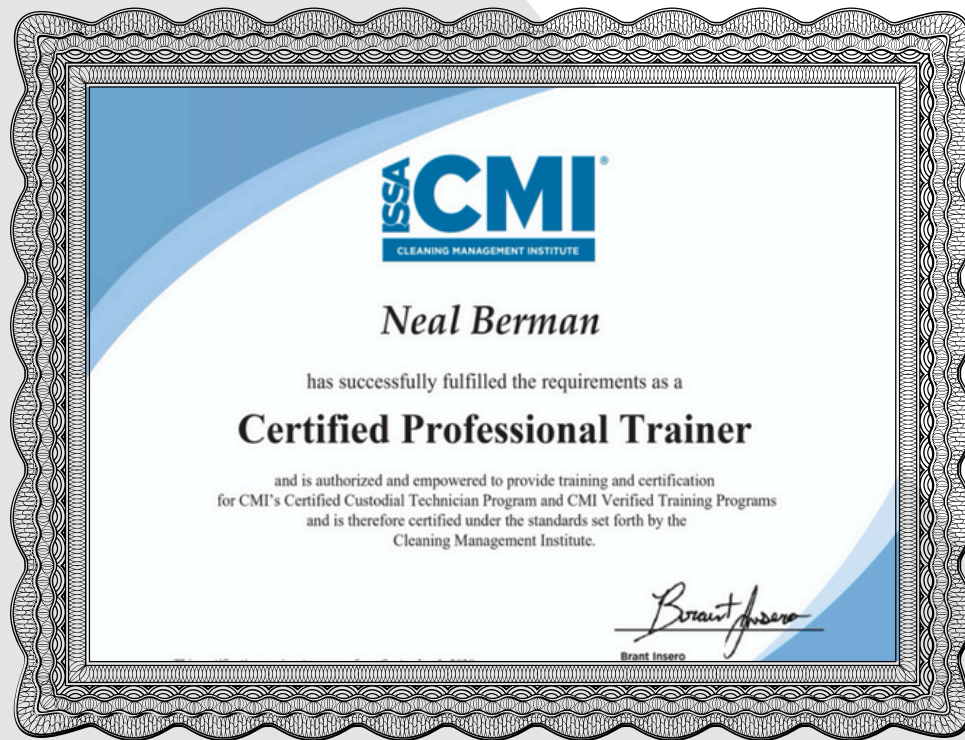 ISSA CMI®
CLEANING MANAGEMENT INSTITUTE
Neal Berman
has successfully fulfilled the requirements as a
Certified Professional Trainer
and is authorized and empowered to provide training and certification
for CMI's Certified Custodial Technician Program and CMI Verified Training Programs
and is therefore certified under the standards set forth by the
Cleaning Management Institute.
Brant Insero
Brant Insero